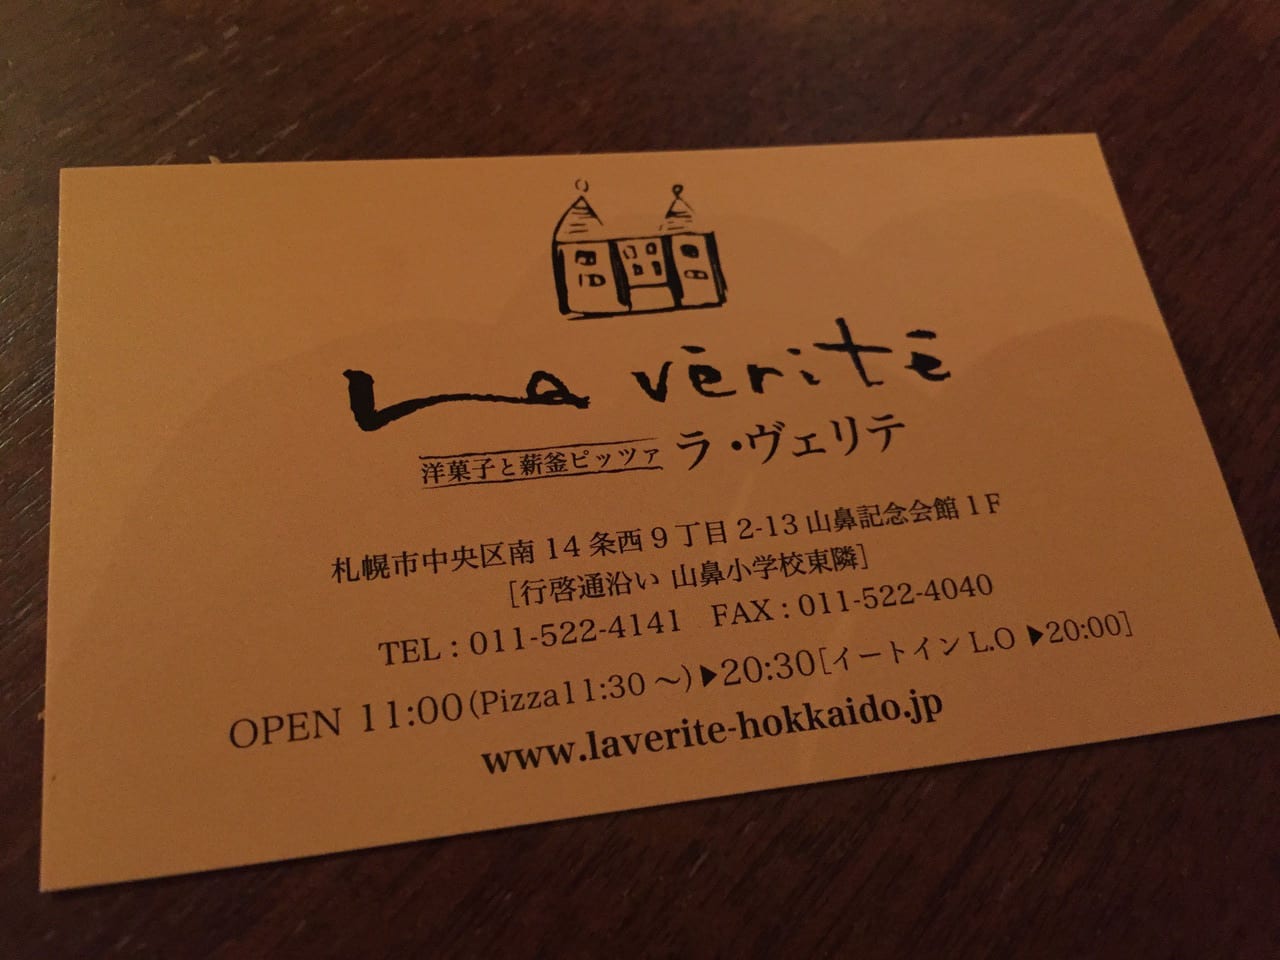 La vèritè
洋菓子と薪釜ピッツァ ラ・ヴェリテ
札幌市中央区南14条西9丁目2-13山鼻記念会館1F
[行啓通沿い 山鼻小学校東隣]
TEL : 011-522-4141 FAX : 011-522-4040
OPEN 11:00(Pizza11:30～)▶20:30[イートイン L.O ▶20:00]
www.laverite-hokkaido.jp